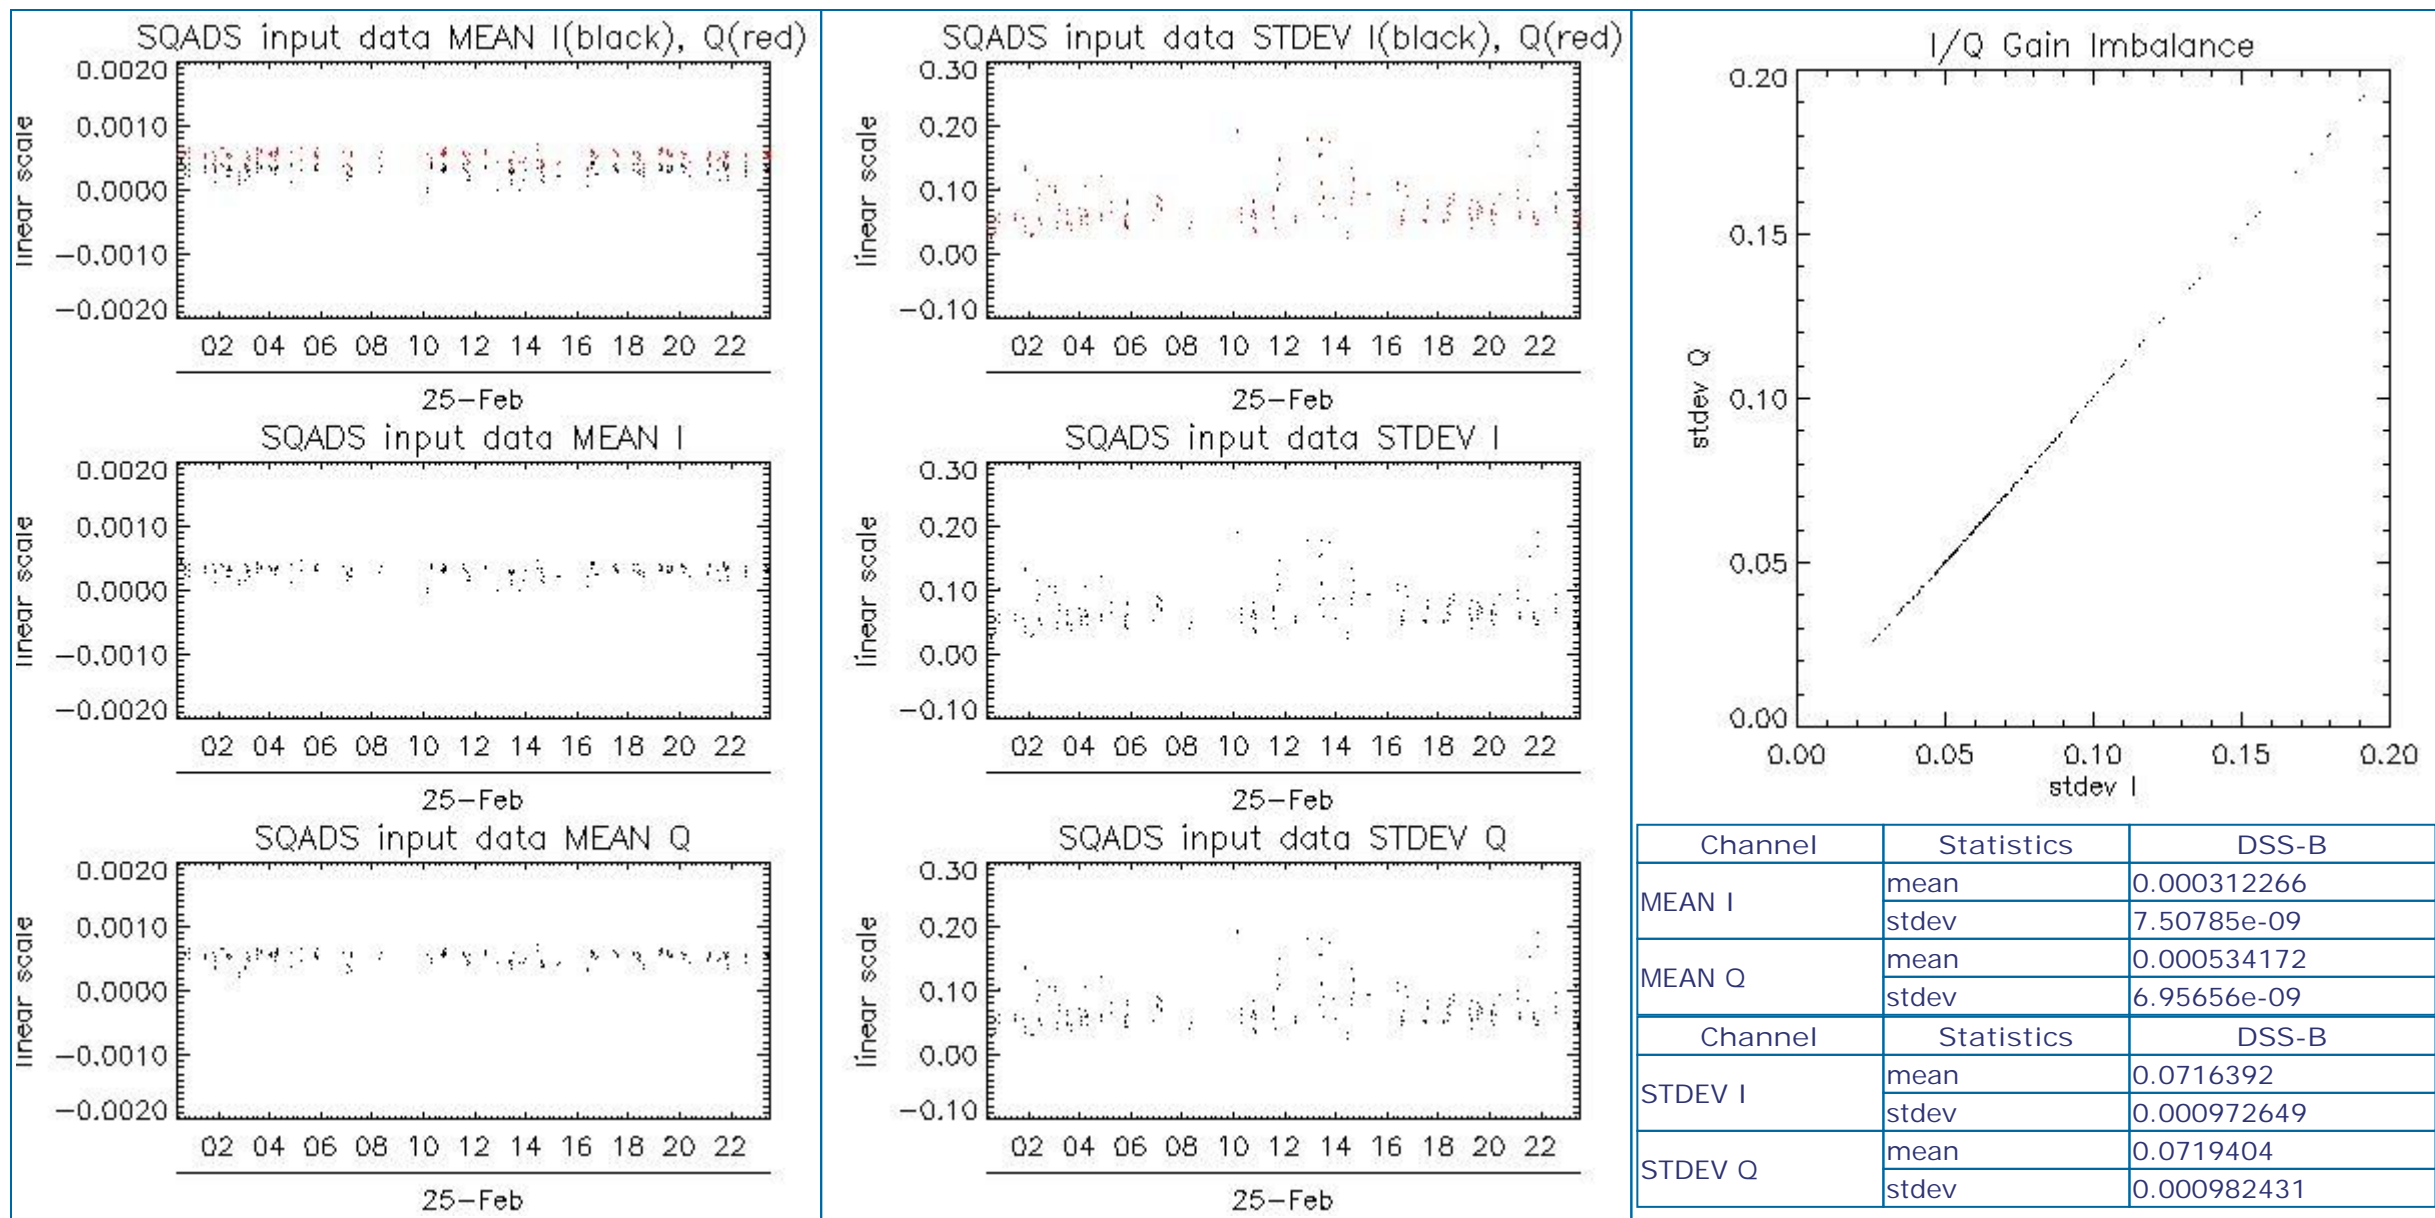 SQADS input data MEAN I(black), Q(red)
0.0020
0.0010
0.0000
−0.0010
−0.0020
linear scale
02 04 06 08 10 12 14 16 18 20 22
25−Feb
SQADS input data MEAN I
0.0020
0.0010
0.0000
−0.0010
−0.0020
linear scale
02 04 06 08 10 12 14 16 18 20 22
25−Feb
SQADS input data MEAN Q
0.0020
0.0010
0.0000
−0.0010
−0.0020
linear scale
02 04 06 08 10 12 14 16 18 20 22
25−Feb
SQADS input data STDEV I(black), Q(red)
0.30
0.20
0.10
0.00
−0.10
linear scale
02 04 06 08 10 12 14 16 18 20 22
25−Feb
SQADS input data STDEV I
0.30
0.20
0.10
0.00
−0.10
linear scale
02 04 06 08 10 12 14 16 18 20 22
25−Feb
SQADS input data STDEV Q
0.30
0.20
0.10
0.00
−0.10
linear scale
02 04 06 08 10 12 14 16 18 20 22
25−Feb
I/Q Gain Imbalance
0.20
0.15
0.10
0.05
0.00
stdev Q
0.00 0.05 0.10 0.15 0.20
stdev I
Channel Statistics DSS-B
MEAN I mean 0.000312266
stdev 7.50785e-09
MEAN Q mean 0.000534172
stdev 6.95656e-09
Channel Statistics DSS-B
STDEV I mean 0.0716392
stdev 0.000972649
STDEV Q mean 0.0719404
stdev 0.000982431